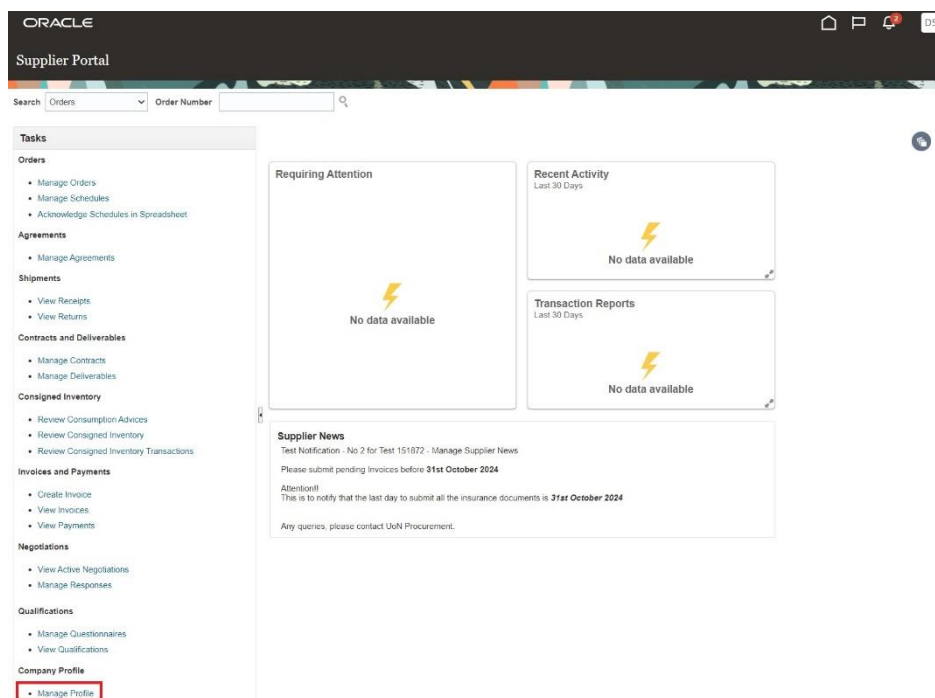 ORACLE
2
DS
Supplier Portal
Search Orders Order Number
Tasks
Orders
Manage Orders
Manage Schedules
Acknowledge Schedules in Spreadsheet
Agreements
Manage Agreements
Shipments
View Receipts
View Returns
Contracts and Deliverables
Manage Contracts
Manage Deliverables
Consigned Inventory
Review Consumption Advices
Review Consigned Inventory
Review Consigned Inventory Transactions
Invoices and Payments
Create Invoice
View Invoices
View Payments
Negotiations
View Active Negotiations
Manage Responses
Qualifications
Manage Questionnaires
View Qualifications
Company Profile
Manage Profile
Requiring Attention
No data available
Recent Activity
Last 30 Days
No data available
Transaction Reports
Last 30 Days
No data available
Supplier News
Test Notification - No 2 for Test 151872 - Manage Supplier News
Please submit pending Invoices before 31st October 2024
Attention!!
This is to notify that the last day to submit all the insurance documents is 31st October 2024
Any queries, please contact UoN Procurement.